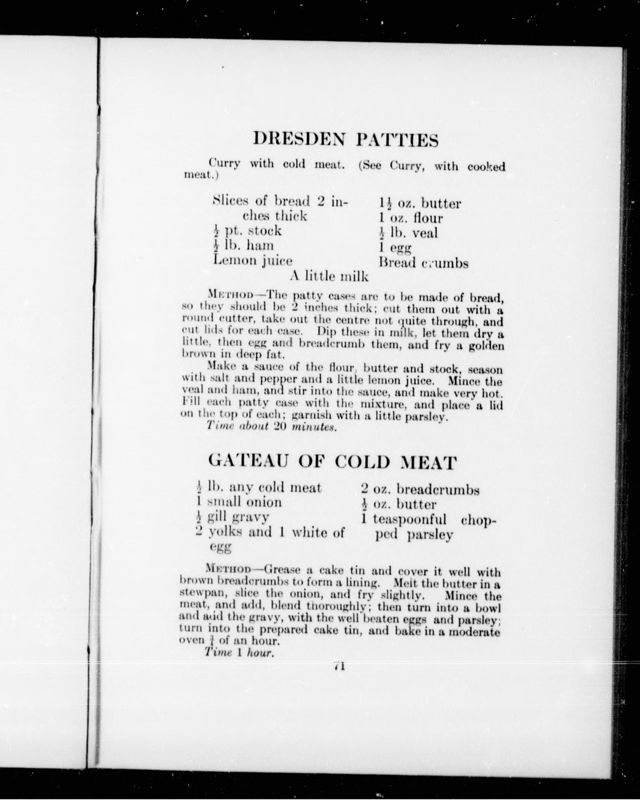 DRESDEN PATTIES
Curry with cold meat. (See Curry, with cooked
meat.)
Slices of bread 2 in-
ches thick
½ pt. stock
½ lb. ham
Lemon juice
1½ oz. butter
1 oz. flour
½ lb. veal
1 egg
Bread crumbs
A little milk
METHOD—The patty cases are to be made of bread,
so they should be 2 inches thick; cut them out with a
round cutter, take out the centre not quite through, and
cut lids for each case. Dip these in milk, let them dry a
little, then egg and breadcrumb them, and fry a golden
brown in deep fat.
Make a sauce of the flour, butter and stock, season
with salt and pepper and a little lemon juice. Mince the
veal and ham, and stir into the sauce, and make very hot.
Fill each patty case with the mixture, and place a lid
on the top of each; garnish with a little parsley.
Time about 20 minutes.
GATEAU OF COLD MEAT
½ lb. any cold meat
1 small onion
½ gill gravy
2 yolks and 1 white of
egg
2 oz. breadcrumbs
½ oz. butter
1 teaspoonful chop-
ped parsley
METHOD—Grease a cake tin and cover it well with
brown breadcrumbs to form a lining. Melt the butter in a
stewpan, slice the onion, and fry slightly. Mince the
meat, and add, blend thoroughly; then turn into a bowl
and add the gravy, with the well beaten eggs and parsley;
turn into the prepared cake tin, and bake in a moderate
oven ¾ of an hour.
Time 1 hour.
71